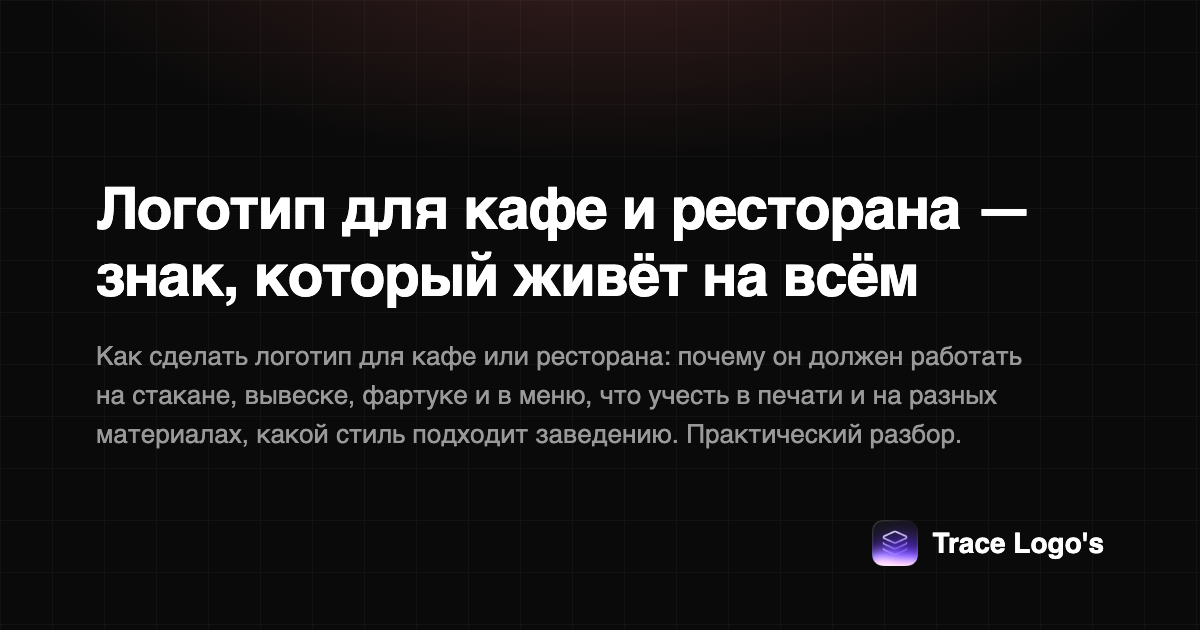 Логотип для кафе и ресторана —
знак, который живёт на всём
Как сделать логотип для кафе или ресторана: почему он должен работать
на стакане, вывеске, фартуке и в меню, что учесть в печати и на разных
материалах, какой стиль подходит заведению. Практический разбор.
Trace Logo's